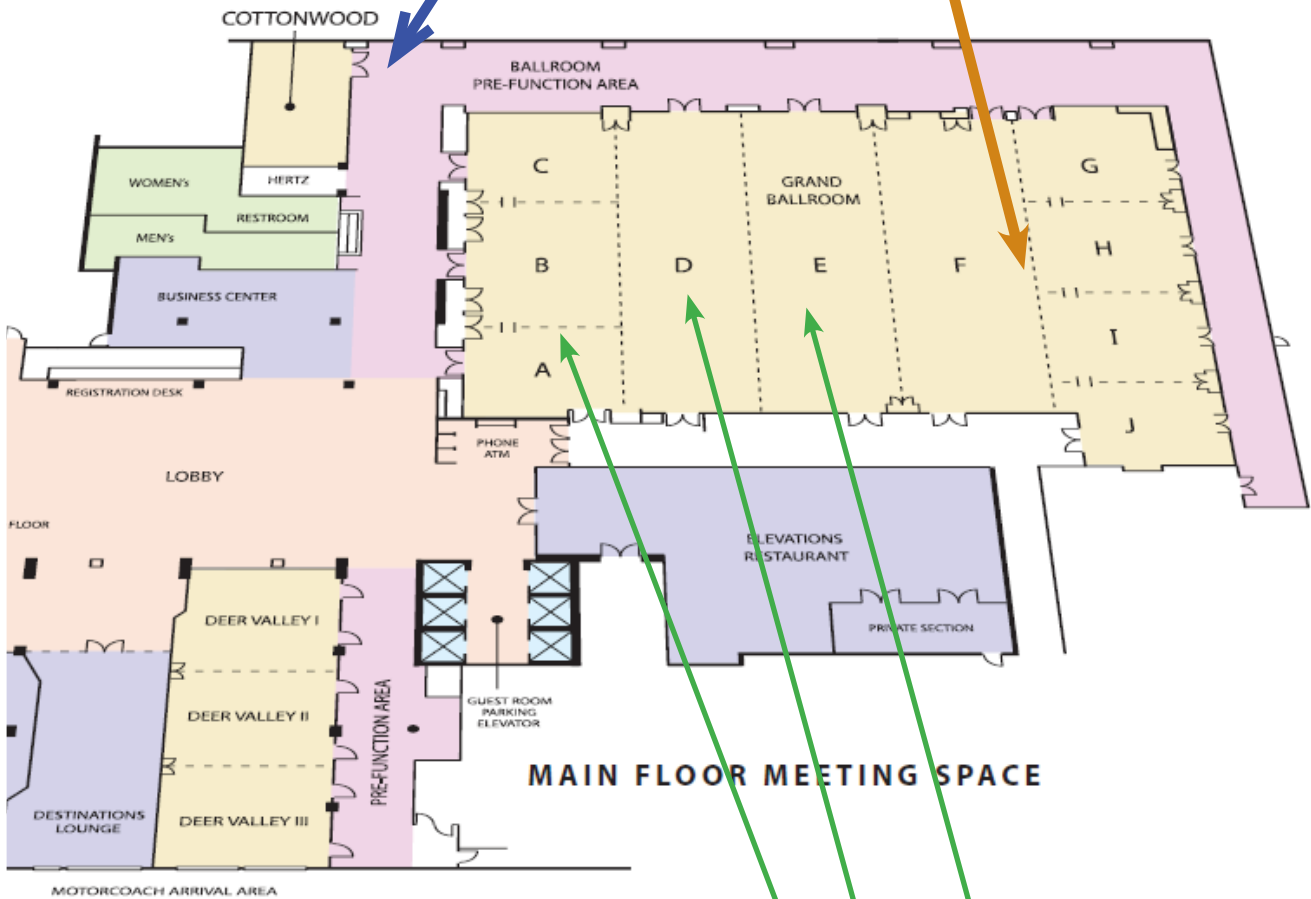 COTTONWOOD
BALLROOM
PRE-FUNCTION AREA
WOMEN's
HERTZ
RESTROOM
MEN's
BUSINESS CENTER
C
B
A
D
GRAND
BALLROOM
E
F
G
H
I
J
REGISTRATION DESK
PHONE
ATM
LOBBY
FLOOR
ELEVATIONS
RESTAURANT
PRIVATE SECTION
DEER VALLEY I
DEER VALLEY II
DEER VALLEY III
PRE-FUNCTION AREA
GUEST ROOM
PARKING
ELEVATOR
MAIN FLOOR MEETING SPACE
DESTINATIONS
LOUNGE
MOTORCOACH ARRIVAL AREA